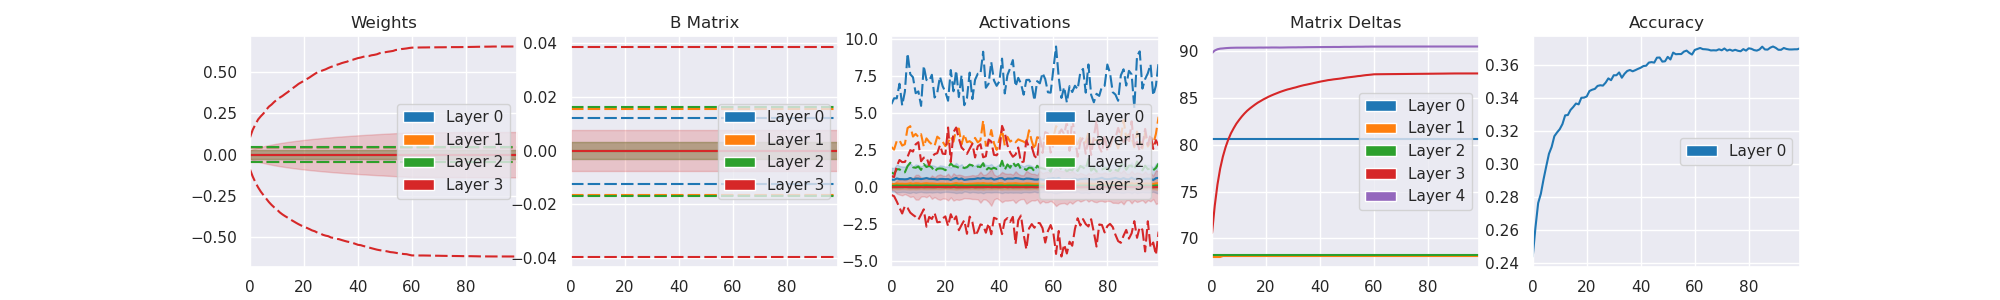 Weights
0.50
0.25
0.00
−0.25
−0.50
0
20
40
60
80
Layer 0
Layer 1
Layer 2
Layer 3
B Matrix
0.04
0.02
0.00
−0.02
−0.04
0
20
40
60
80
Layer 0
Layer 1
Layer 2
Layer 3
Activations
10.0
7.5
5.0
2.5
0.0
−2.5
−5.0
0
20
40
60
80
Layer 0
Layer 1
Layer 2
Layer 3
Matrix Deltas
90
85
80
75
70
0
20
40
60
80
Layer 0
Layer 1
Layer 2
Layer 3
Layer 4
Accuracy
0.36
0.34
0.32
0.30
0.28
0.26
0.24
0
20
40
60
80
Layer 0